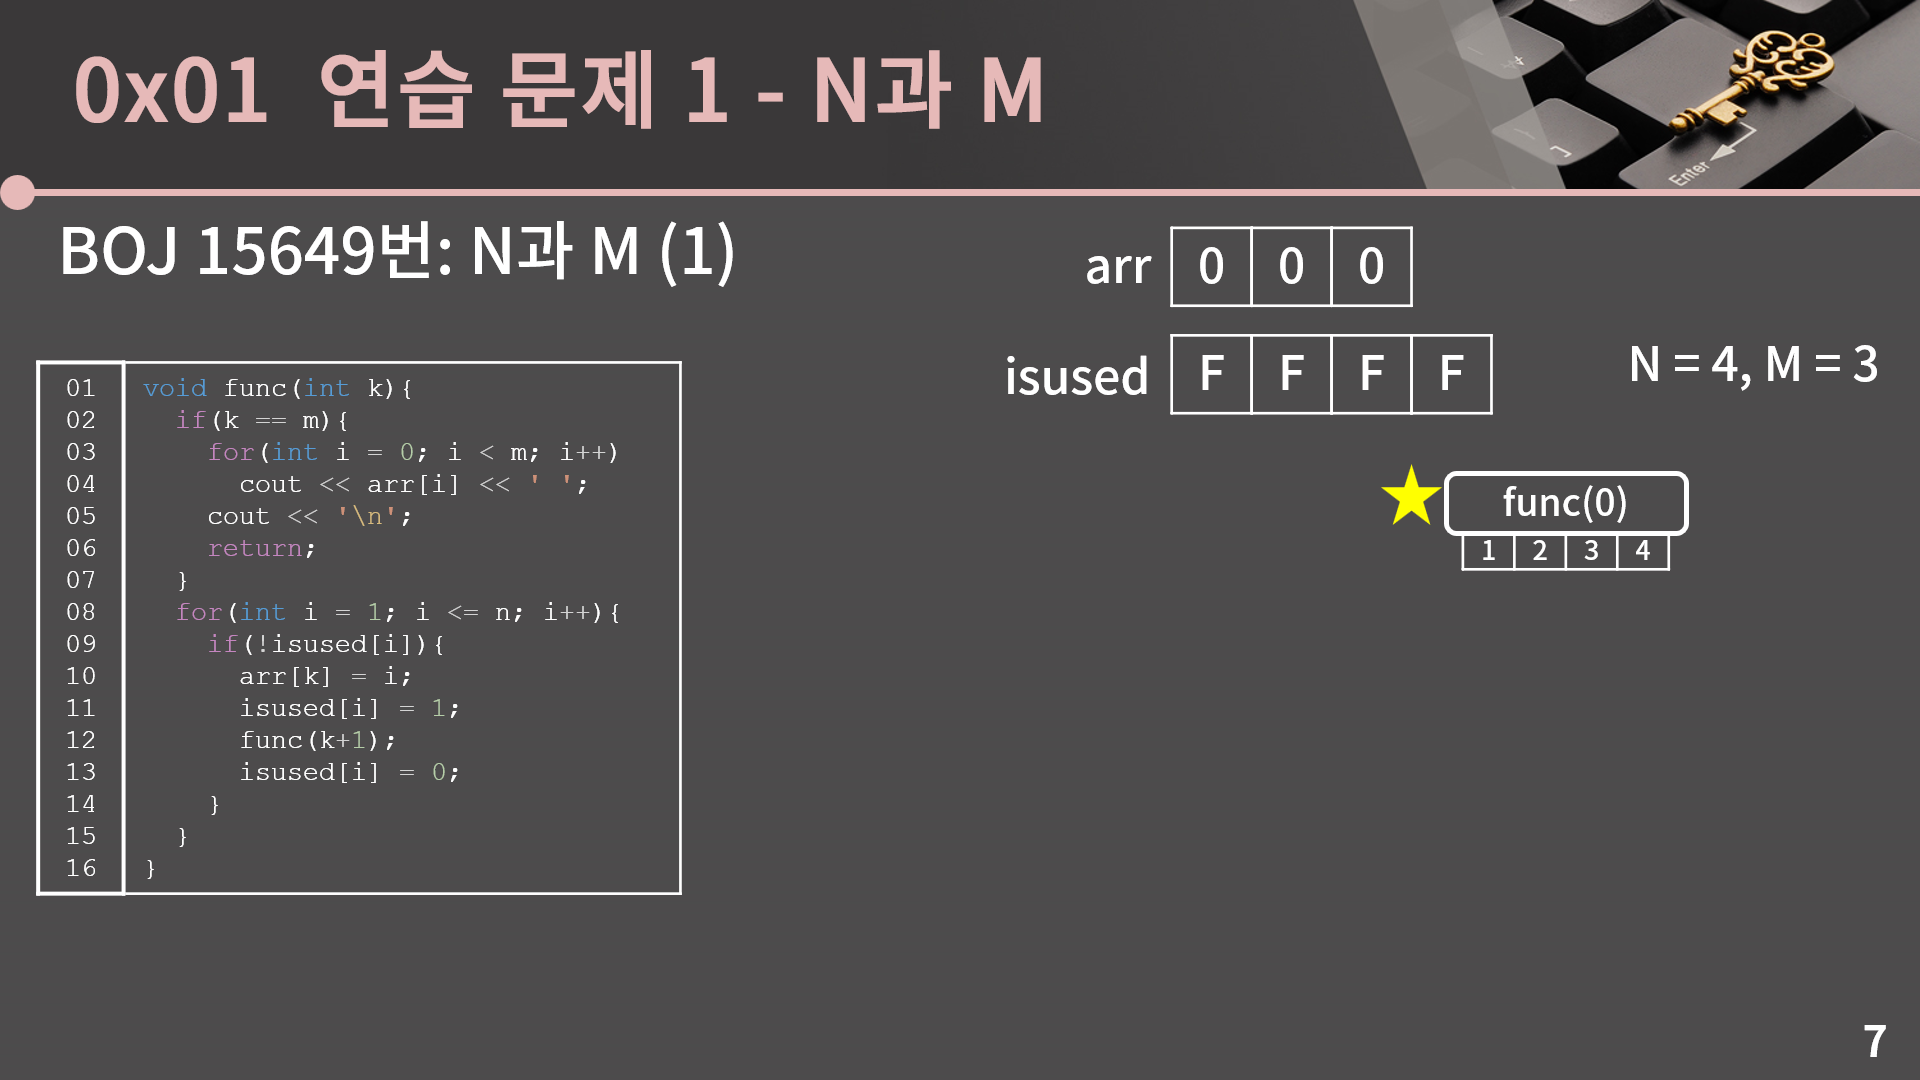 0x01 연습 문제 1 - N과 M
Enter
BOJ 15649번: N과 M (1)
arr 0 0 0
isused F F F F
N = 4, M = 3
func(0)
1 2 3 4
01 void func(int k){
02   if(k == m){
03     for(int i = 0; i < m; i++)
04       cout << arr[i] << ' ';
05     cout << '\n';
06     return;
07   }
08   for(int i = 1; i <= n; i++){
09     if(!isused[i]){
10       arr[k] = i;
11       isused[i] = 1;
12       func(k+1);
13       isused[i] = 0;
14     }
15   }
16 }
7